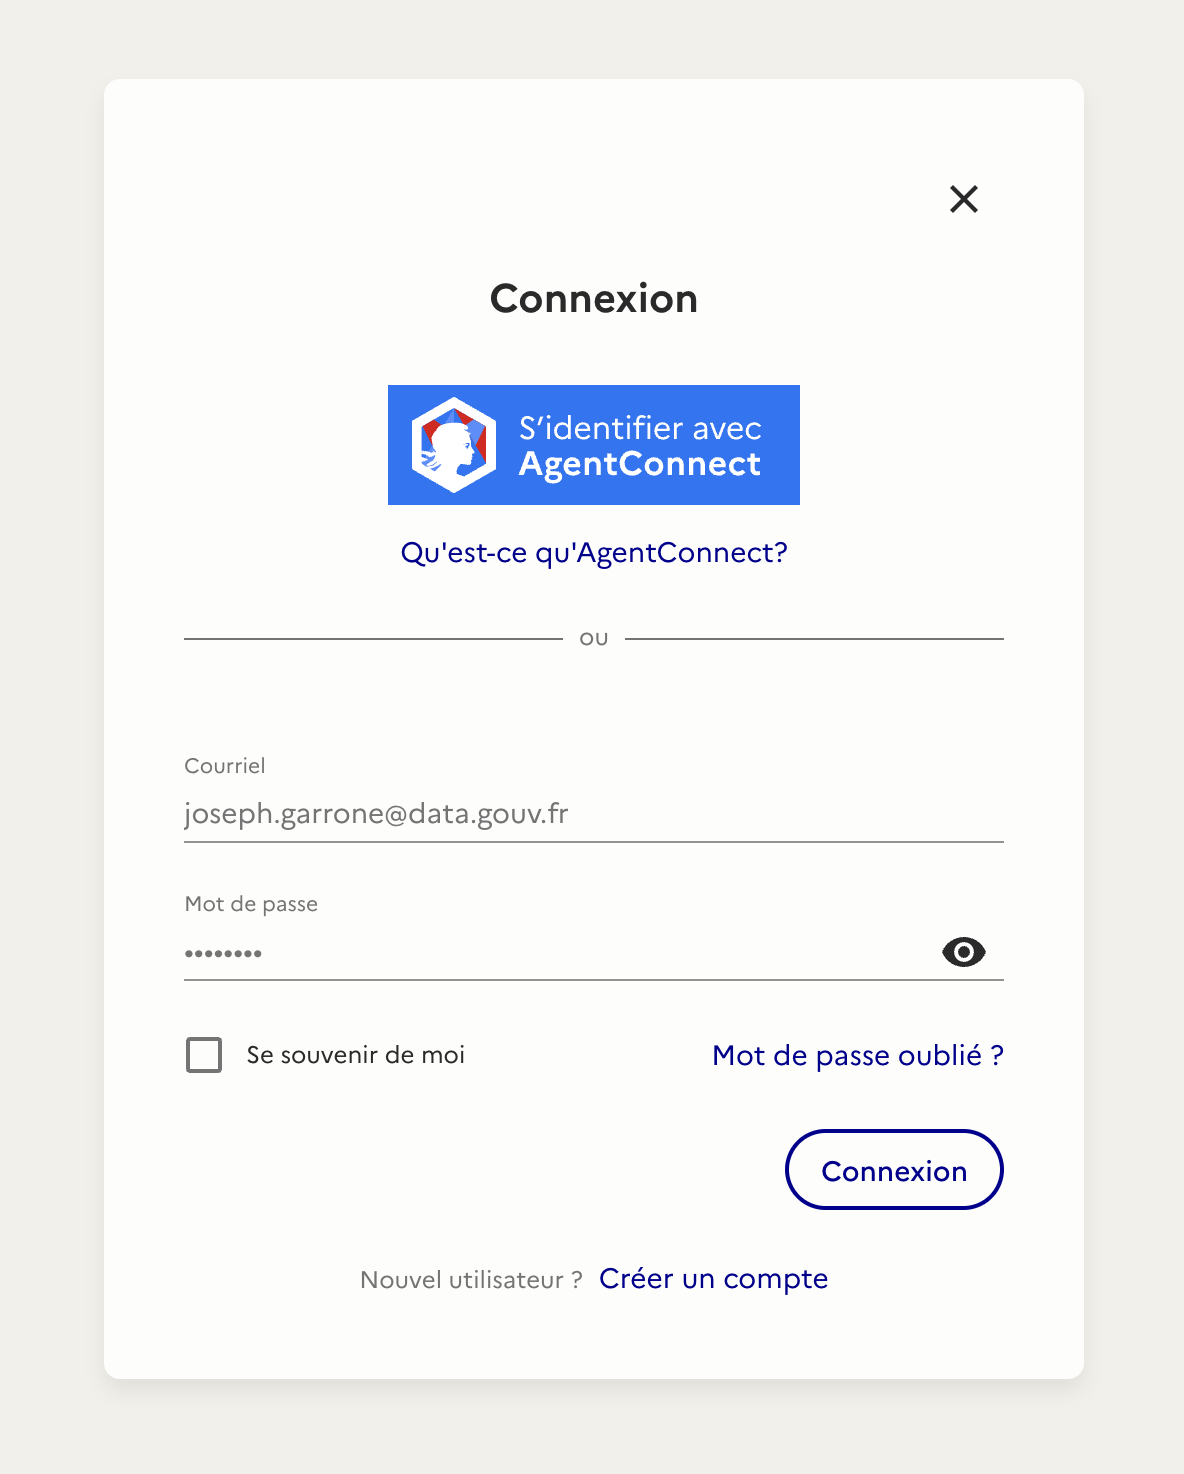 Connexion
S’identifier avec
AgentConnect
Qu'est-ce qu'AgentConnect?
ou
Courriel
joseph.garrone@data.gouv.fr
Mot de passe
••••••••
Se souvenir de moi
Mot de passe oublié ?
Connexion
Nouvel utilisateur ? Créer un compte